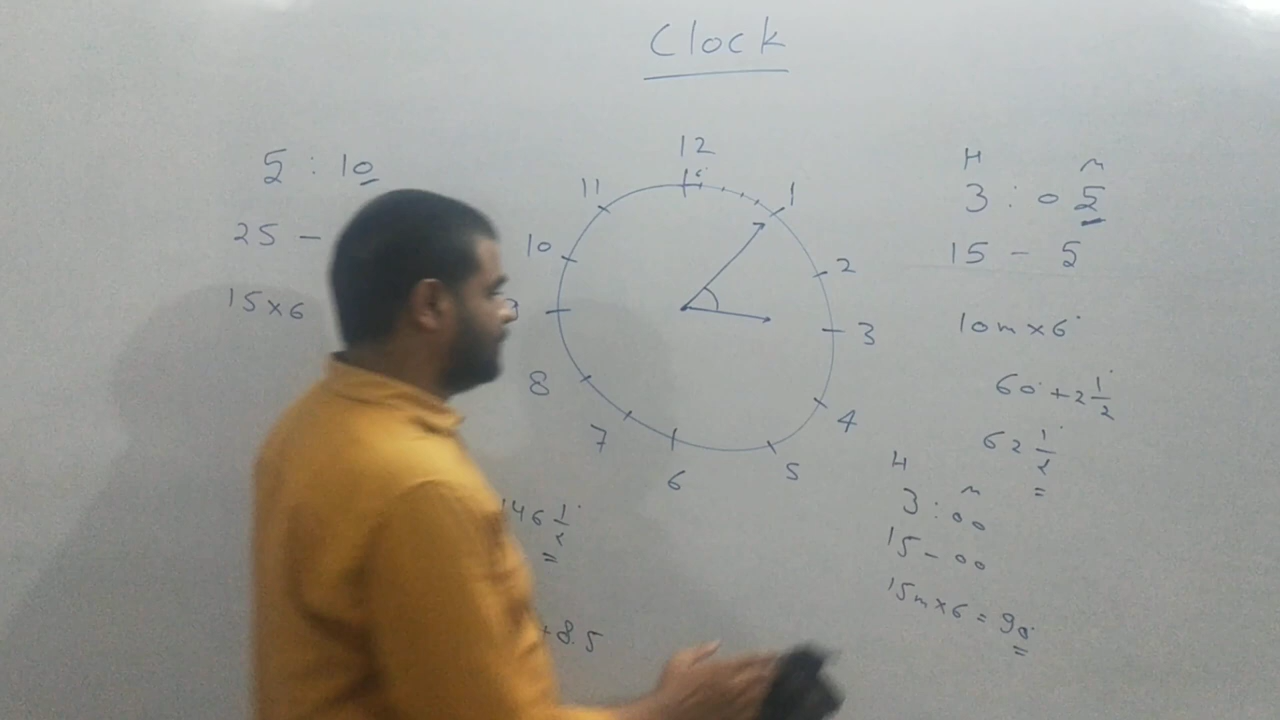 Clock
5 : 10
25 -
15 x 6
12
11
1
10
2
3
8
4
7
5
6
146 1/2°
+8.5
H M
3 : 05
15 - 5
10m x 6°
60° + 2 1/2°
62 1/2°
H M
3 : 00
15 - 00
15m x 6 = 90°